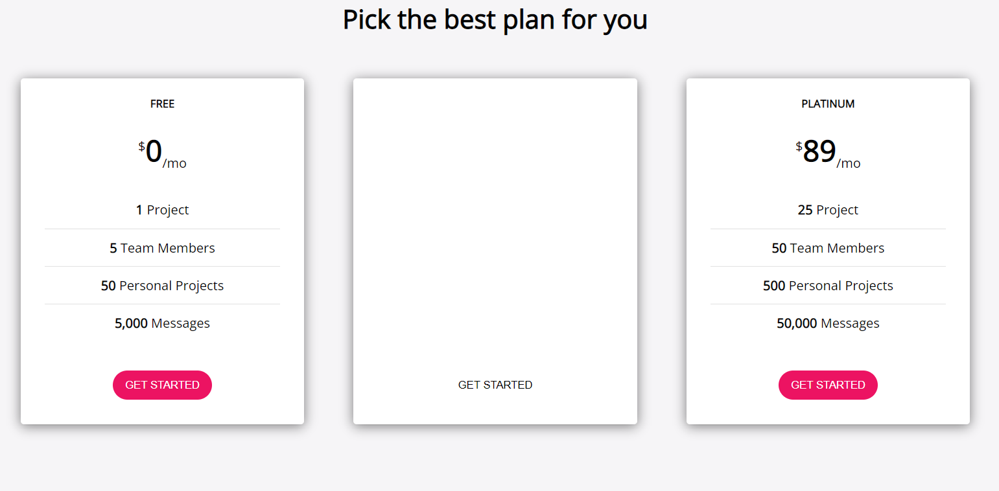 Pick the best plan for you
FREE
$0/mo
1 Project
5 Team Members
50 Personal Projects
5,000 Messages
GET STARTED
GET STARTED
PLATINUM
$89/mo
25 Project
50 Team Members
500 Personal Projects
50,000 Messages
GET STARTED